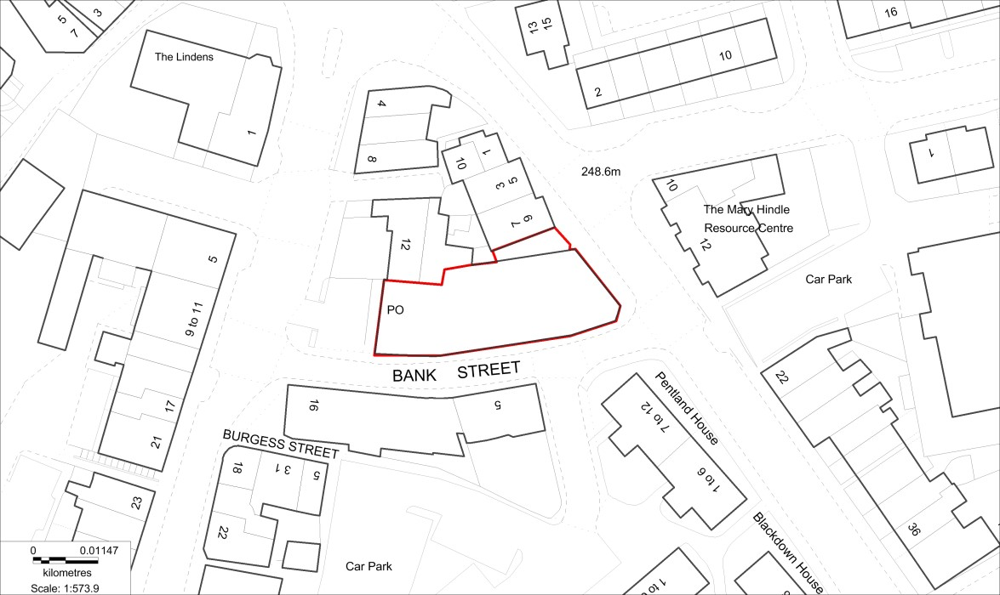 5
3
7
The Lindens
1
13
15
2
10
16
4
8
10
1
3
5
7
9
248.6m
10
The Mary Hindle
Resource Centre
12
1
5
12
Car Park
9 to 11
PO
BANK STREET
22
17
21
16
5
Pentland House
7 to 12
BURGESS STREET
18
3 1
5
1 to 6
23
22
36
Blackdown House
Car Park
0 0.01147
kilometres
Scale: 1:573.9